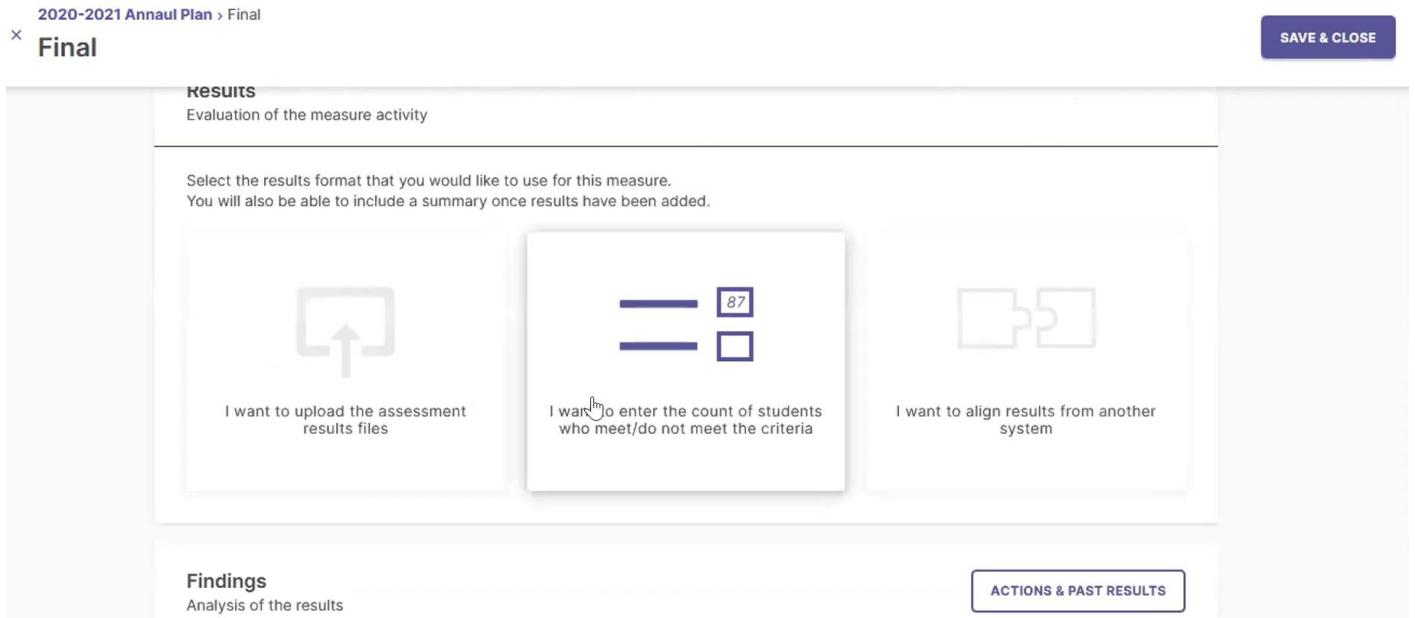 2020-2021 Annaul Plan › Final
Final
SAVE & CLOSE
Results
Evaluation of the measure activity
Select the results format that you would like to use for this measure.
You will also be able to include a summary once results have been added.
87
I want to upload the assessment
results files
I want to enter the count of students
who meet/do not meet the criteria
I want to align results from another
system
Findings
Analysis of the results
ACTIONS & PAST RESULTS